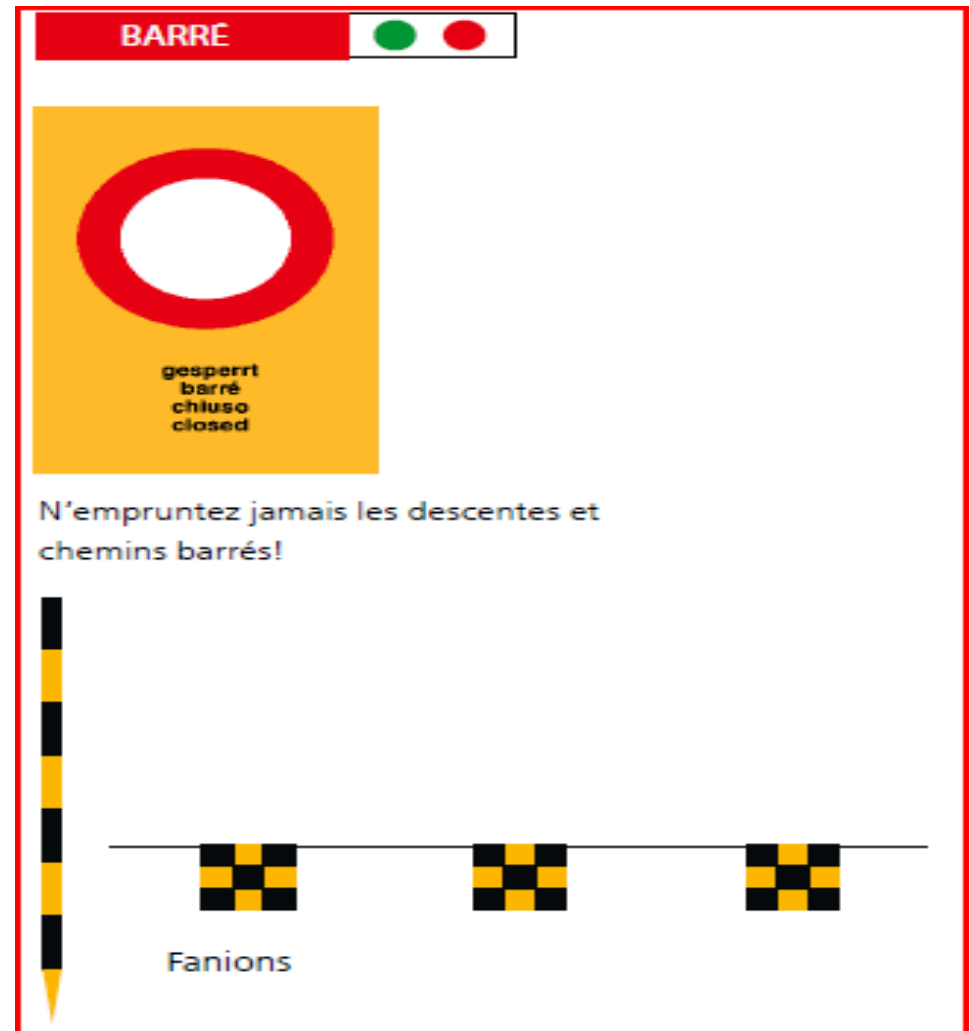 BARRÉ
gesperrt
barré
chiuso
closed
N'empruntez jamais les descentes et
chemins barrés!
Fanions